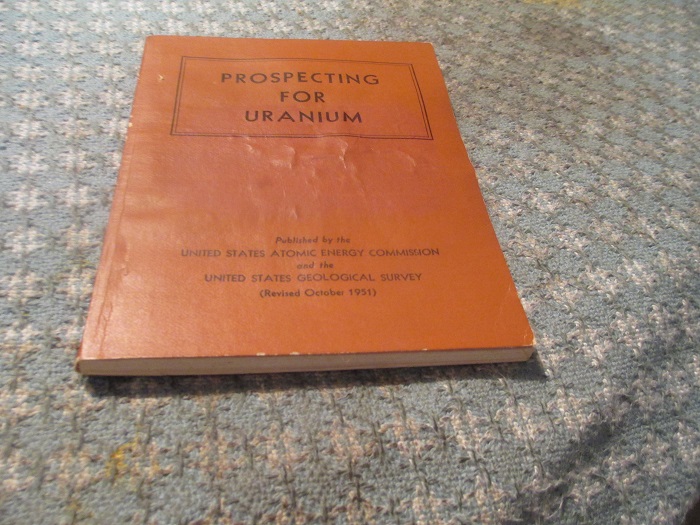 PROSPECTING
FOR
URANIUM
Published by the
UNITED STATES ATOMIC ENERGY COMMISSION
and the
UNITED STATES GEOLOGICAL SURVEY
(Revised October 1951)